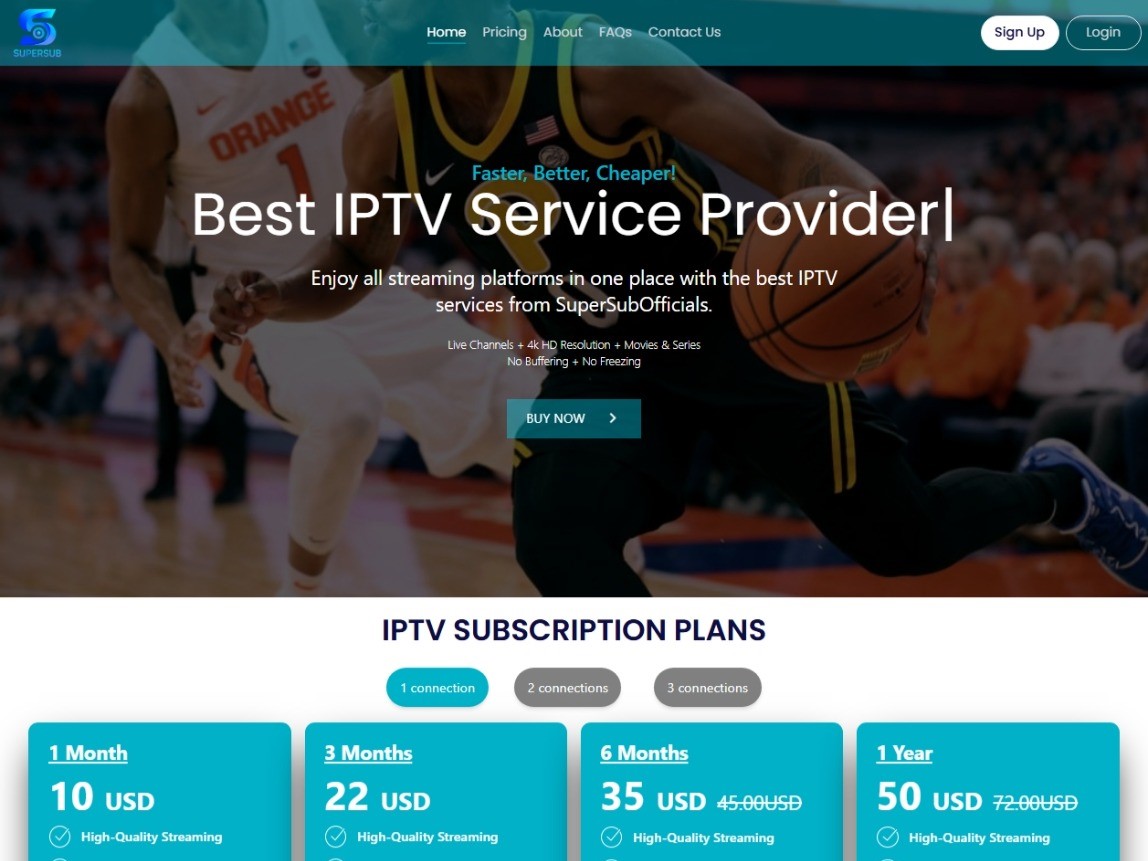 SUPERSUB
Home Pricing About FAQs Contact Us
Sign Up Login
ORANGE
1
P
Faster, Better, Cheaper!
Best IPTV Service Provider|
Enjoy all streaming platforms in one place with the best IPTV
services from SuperSubOfficials.
Live Channels + 4k HD Resolution + Movies & Series
No Buffering + No Freezing
BUY NOW
IPTV SUBSCRIPTION PLANS
1 connection 2 connections 3 connections
1 Month
10 USD
High-Quality Streaming
3 Months
22 USD
High-Quality Streaming
6 Months
35 USD 45.00USD
High-Quality Streaming
1 Year
50 USD 72.00USD
High-Quality Streaming